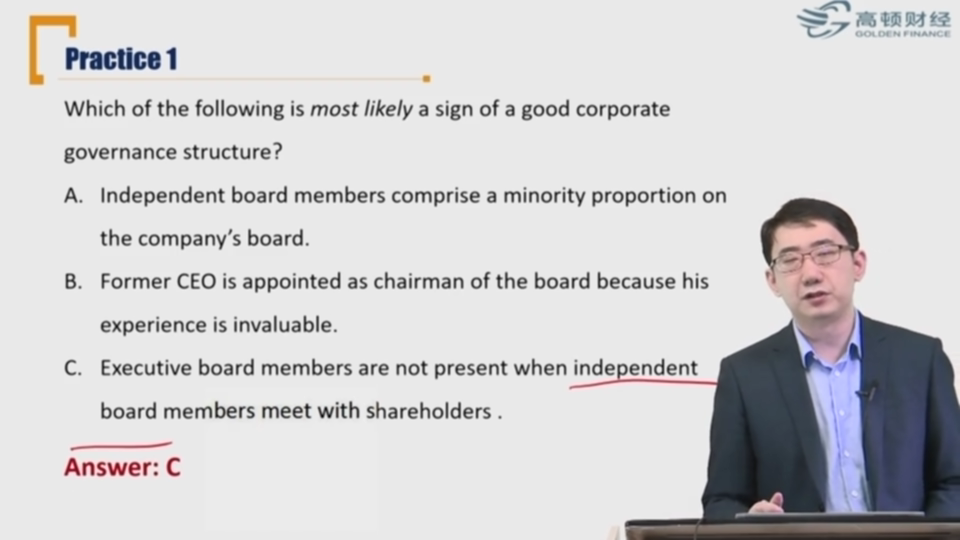 高顿财经
GOLDEN FINANCE
Practice 1
Which of the following is most likely a sign of a good corporate
governance structure?
A. Independent board members comprise a minority proportion on
the company's board.
B. Former CEO is appointed as chairman of the board because his
experience is invaluable.
C. Executive board members are not present when independent
board members meet with shareholders .
Answer: C